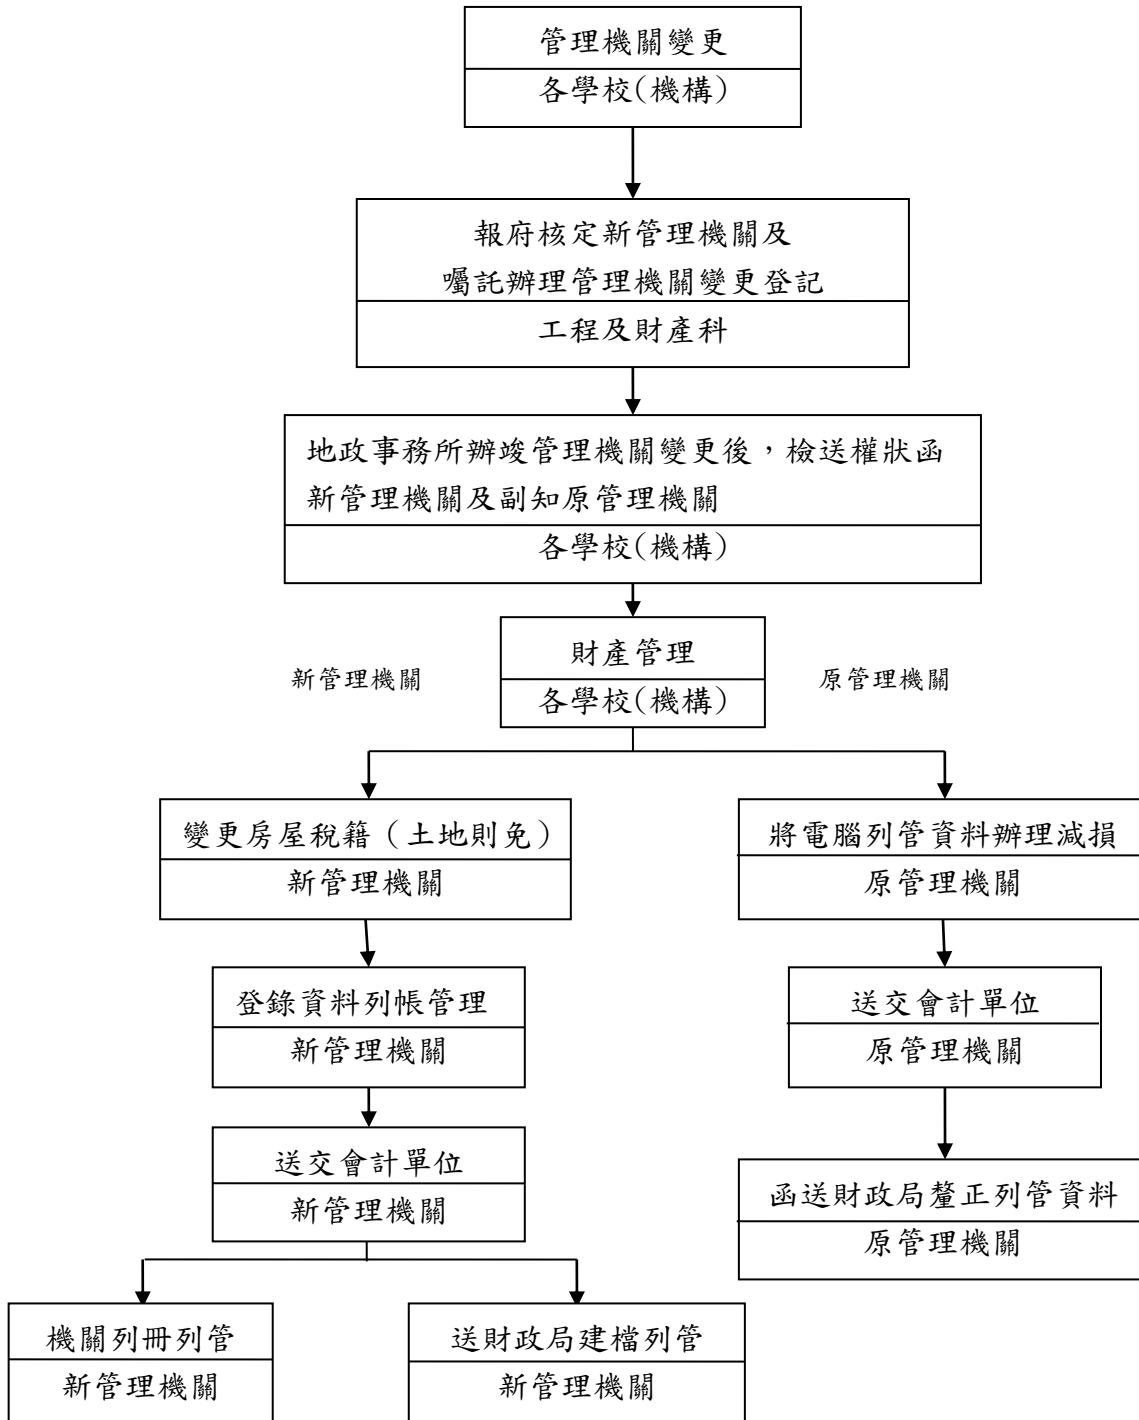 管理機關變更
各學校(機構)
報府核定新管理機關及
囑託辦理管理機關變更登記
工程及財產科
地政事務所辦竣管理機關變更後，檢送權狀函
新管理機關及副知原管理機關
各學校(機構)
財產管理
各學校(機構)
新管理機關
原管理機關
變更房屋稅籍（土地則免）
新管理機關
登錄資料列帳管理
新管理機關
送交會計單位
新管理機關
機關列冊列管
新管理機關
送財政局建檔列管
新管理機關
將電腦列管資料辦理減損
原管理機關
送交會計單位
原管理機關
函送財政局釐正列管資料
原管理機關